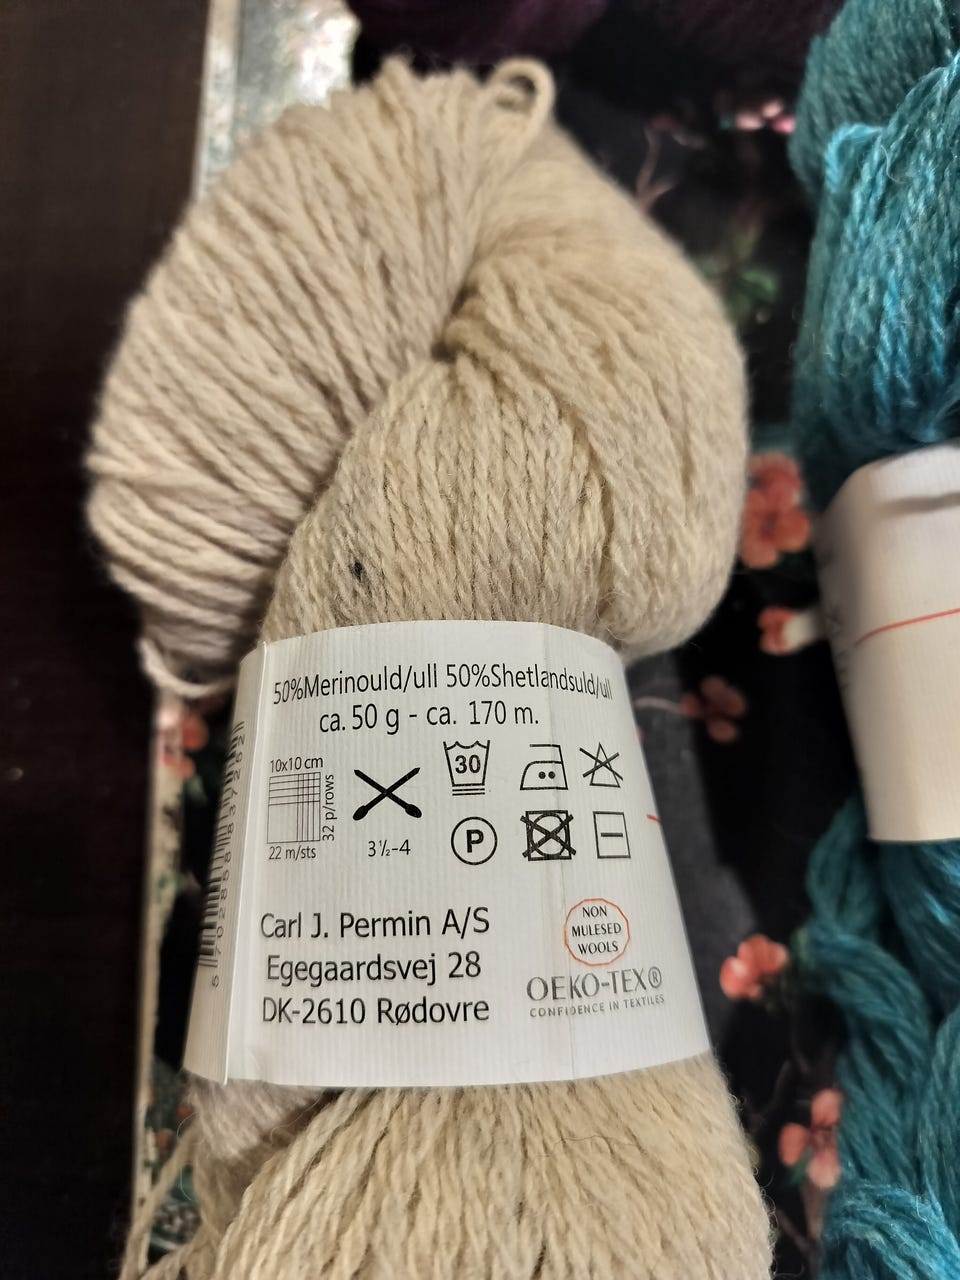 50%Merinould/ull 50%Shetlandsuld/ull
ca. 50 g - ca. 170 m.
10x10 cm
32 p/rows
22 m/sts
3½-4
30
P
Carl J. Permin A/S
Egegaardsvej 28
DK-2610 Rødovre
NON
MULESED
WOOLS
OEKO-TEX®
CONFIDENCE IN TEXTILES